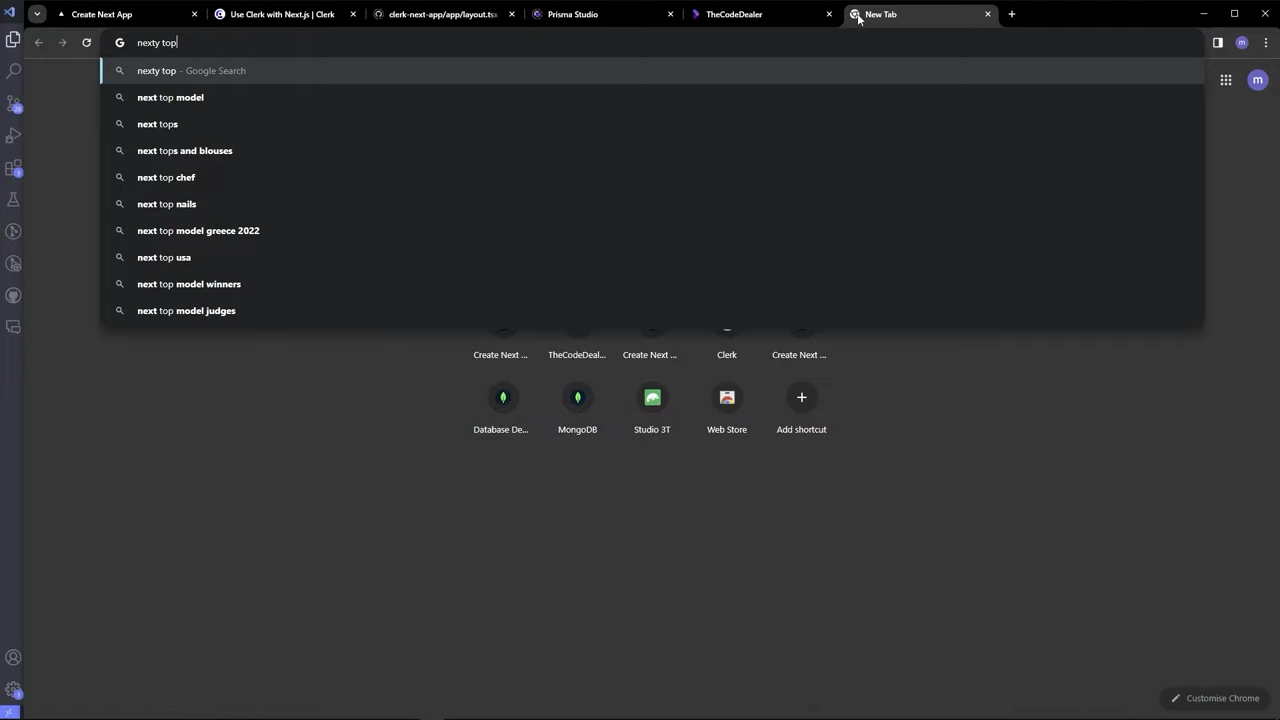 Create Next App
Use Clerk with Next.js | Clerk
clerk-next-app/app/layout.tsx
Prisma Studio
TheCodeDealer
New Tab
nexty top
m
nexty top - Google Search
m
next top model
next tops
next tops and blouses
next top chef
next top nails
next top model greece 2022
next top usa
next top model winners
next top model judges
Create Next ...
TheCodeDeal...
Create Next ...
Clerk
Create Next ...
Database De...
MongoDB
Studio 3T
Web Store
Add shortcut
Customise Chrome